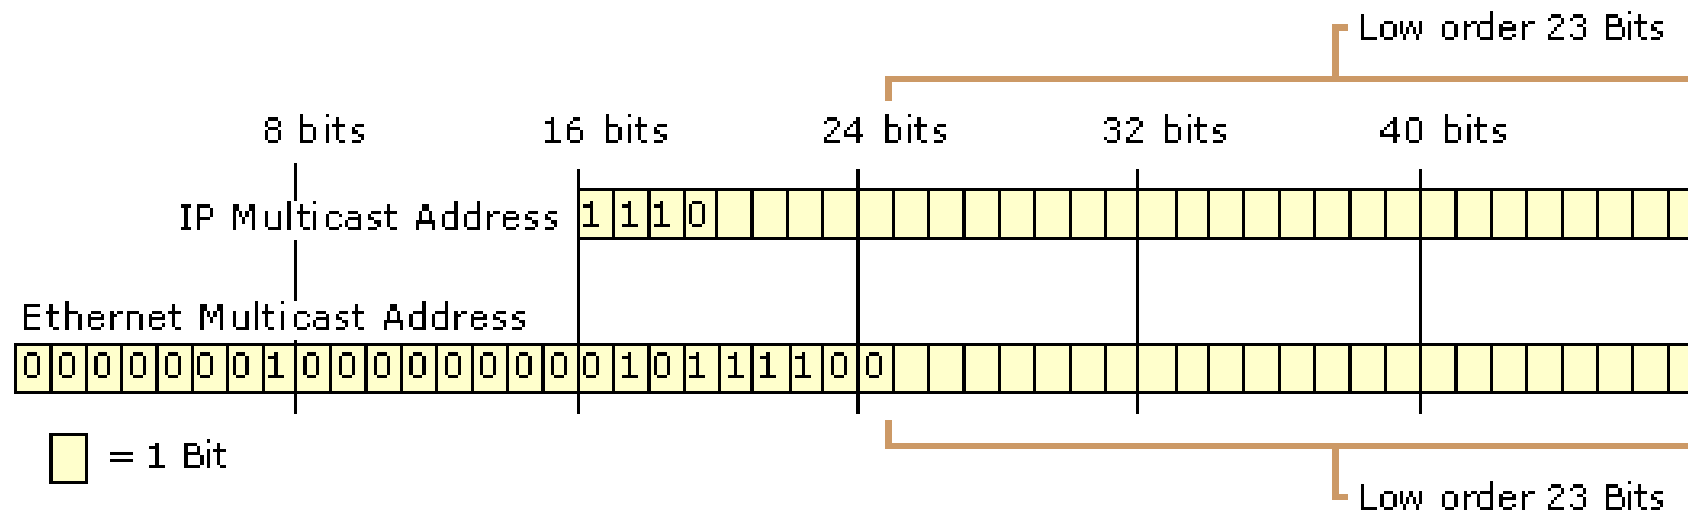 Low order 23 Bits
8 bits 16 bits 24 bits 32 bits 40 bits
IP Multicast Address 1 1 1 0
Ethernet Multicast Address
0 0 0 0 0 0 0 1 0 0 0 0 0 0 0 0 0 1 0 1 1 1 1 0 0
= 1 Bit
Low order 23 Bits